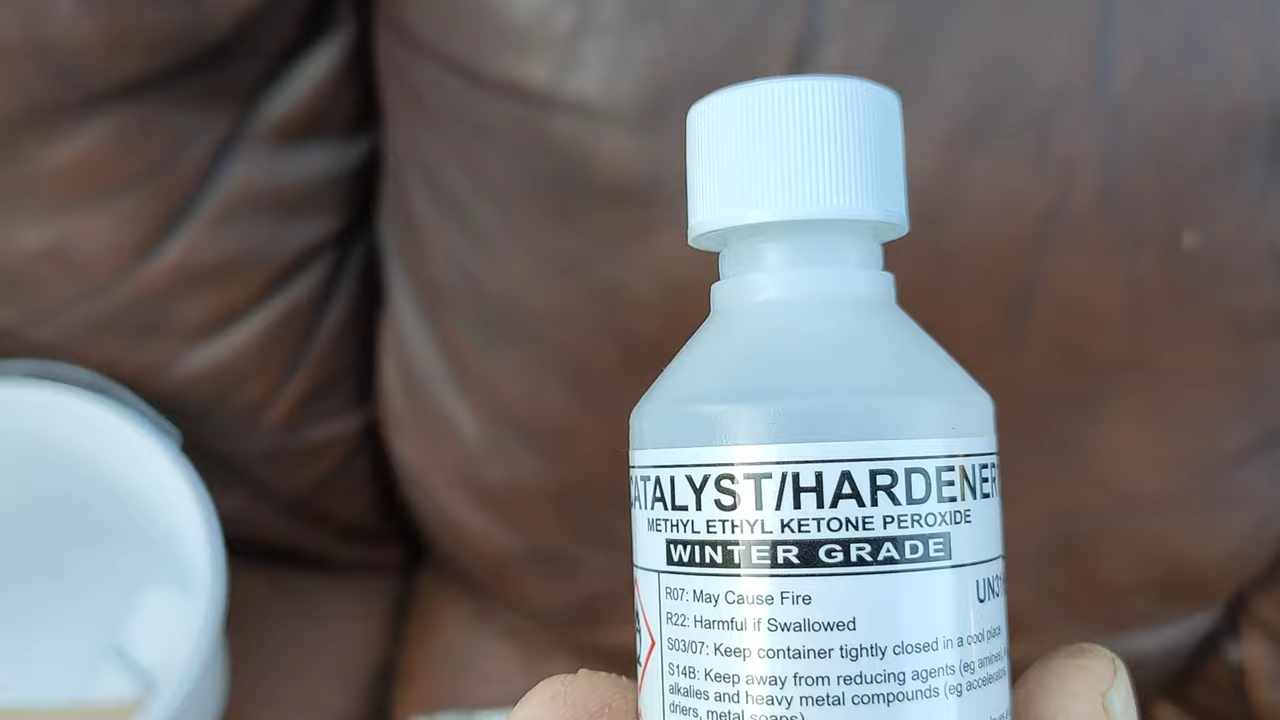 CATALYST/HARDENER
METHYL ETHYL KETONE PEROXIDE
WINTER GRADE
R07: May Cause Fire
UN31
R22: Harmful if Swallowed
S03/07: Keep container tightly closed in a cool place
S14B: Keep away from reducing agents (eg amines),
alkalies and heavy metal compounds (eg accelerators,
driers, metal soaps)